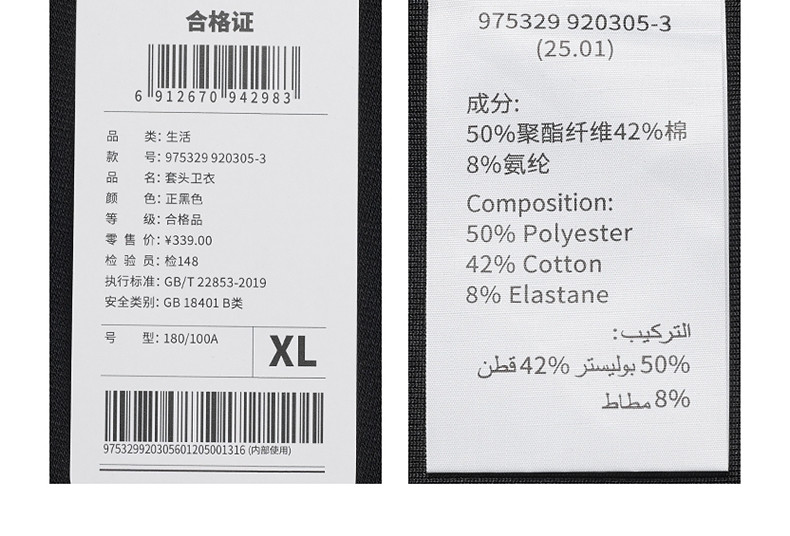 合格证
6 912670 942983
品 类: 生活
款 号: 975329 920305-3
品 名: 套头卫衣
颜 色: 正黑色
等 级: 合格品
零 售 价: ¥339.00
检 验 员: 检148
执行标准: GB/T 22853-2019
安全类别: GB 18401 B类
号 型: 180/100A
XL
975329920305601205001316 (内部使用)
975329 920305-3
(25.01)
成分:
50%聚酯纤维42%棉
8%氨纶
Composition:
50% Polyester
42% Cotton
8% Elastane
التركيب:
50% بوليستر 42% قطن
8% مطاط